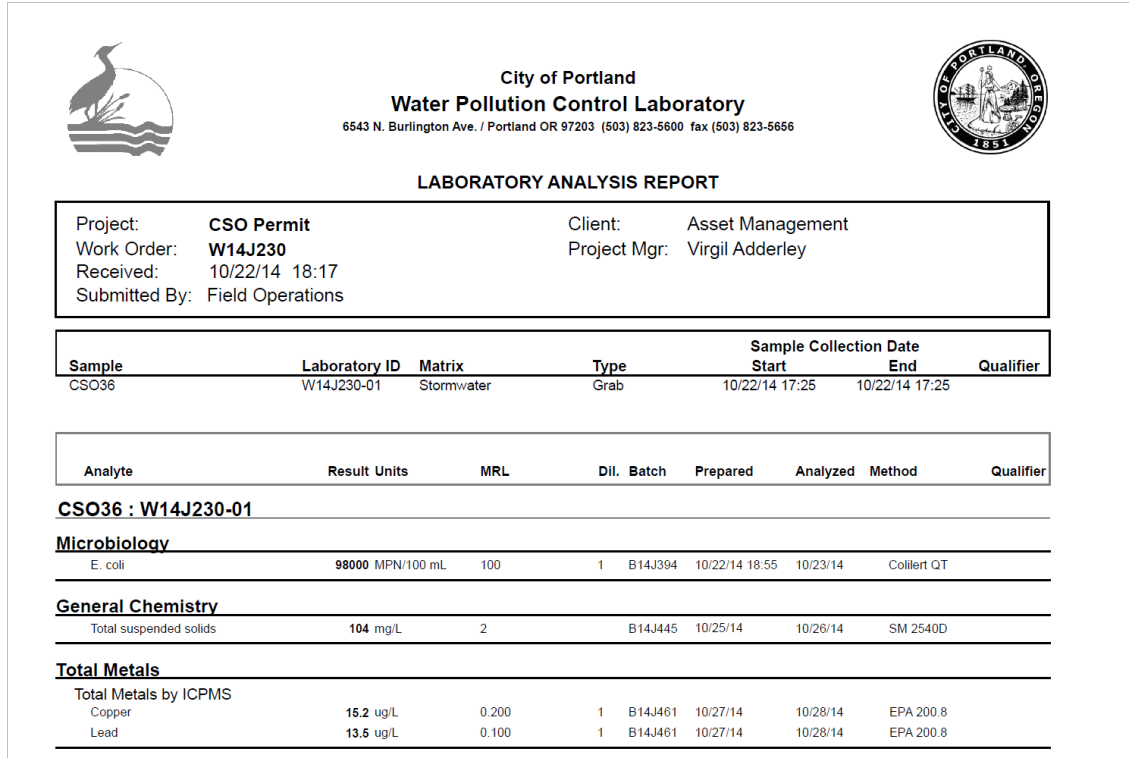 City of Portland
Water Pollution Control Laboratory
6543 N. Burlington Ave. / Portland OR 97203 (503) 823-5600 fax (503) 823-5656
CITY OF PORTLAND, OREGON
1851
LABORATORY ANALYSIS REPORT
Project: CSO Permit Client: Asset Management
Work Order: W14J230 Project Mgr: Virgil Adderley
Received: 10/22/14 18:17
Submitted By: Field Operations
Sample Collection Date
Sample Laboratory ID Matrix Type Start End Qualifier
CSO36 W14J230-01 Stormwater Grab 10/22/14 17:25 10/22/14 17:25
Analyte Result Units MRL Dil. Batch Prepared Analyzed Method Qualifier
CSO36 : W14J230-01
Microbiology
E. coli 98000 MPN/100 mL 100 1 B14J394 10/22/14 18:55 10/23/14 Colilert QT
General Chemistry
Total suspended solids 104 mg/L 2 B14J445 10/25/14 10/26/14 SM 2540D
Total Metals
Total Metals by ICPMS
Copper 15.2 ug/L 0.200 1 B14J461 10/27/14 10/28/14 EPA 200.8
Lead 13.5 ug/L 0.100 1 B14J461 10/27/14 10/28/14 EPA 200.8